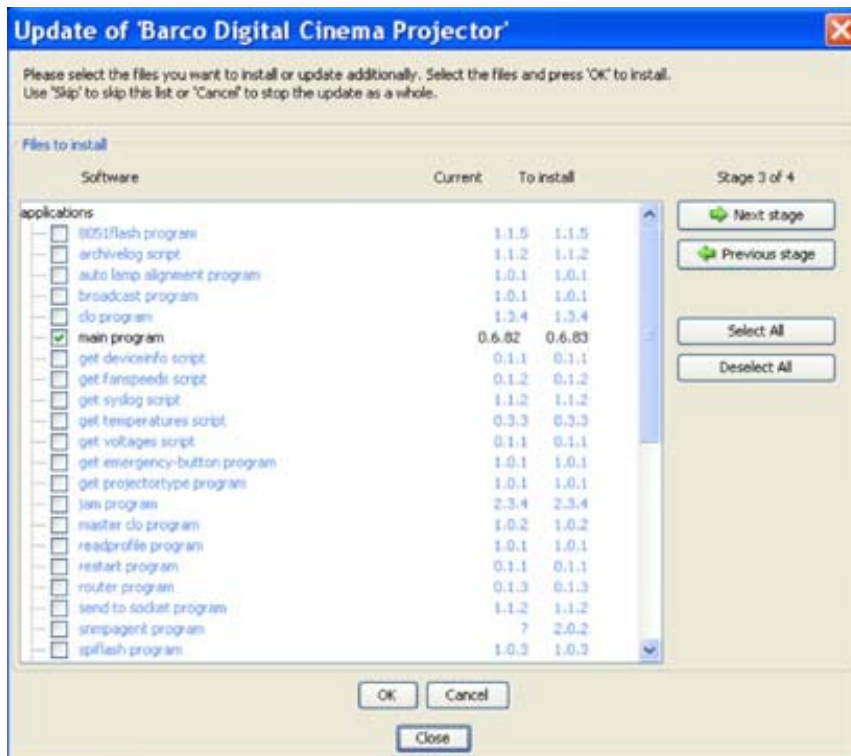 Update of 'Barco Digital Cinema Projector'
Please select the files you want to install or update additionally. Select the files and press 'OK' to install.
Use 'Skip' to skip this list or 'Cancel' to stop the update as a whole.
Files to install
Software Current To install Stage 3 of 4
applications
8051flash program 1.1.5 1.1.5
archivelog script 1.1.2 1.1.2
auto lamp alignment program 1.0.1 1.0.1
broadcast program 1.0.1 1.0.1
clo program 1.3.4 1.3.4
main program 0.6.82 0.6.83
get deviceinfo script 0.1.1 0.1.1
get fanspeeds script 0.1.2 0.1.2
get syslog script 1.1.2 1.1.2
get temperatures script 0.3.3 0.3.3
get voltages script 0.1.1 0.1.1
get emergency-button program 1.0.1 1.0.1
get projectortype program 1.0.1 1.0.1
jam program 2.3.4 2.3.4
master clo program 1.0.2 1.0.2
readprofile program 1.0.1 1.0.1
restart program 0.1.1 0.1.1
router program 0.1.3 0.1.3
send to socket program 1.1.2 1.1.2
snmpagent program ? 2.0.2
spiflash program 1.0.3 1.0.3
Next stage
Previous stage
Select All
Deselect All
OK Cancel
Close